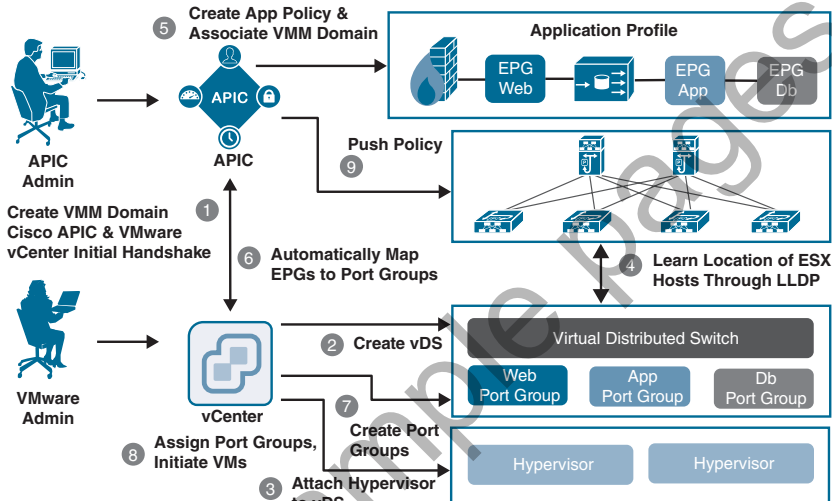 5
Create App Policy &
Associate VMM Domain
Application Profile
EPG
Web
EPG
App
EPG
Db
APIC
APIC
APIC
Admin
9
Push Policy
1
Create VMM Domain
Cisco APIC & VMware
vCenter Initial Handshake
6
Automatically Map
EPGs to Port Groups
4
Learn Location of ESX
Hosts Through LLDP
VMware
Admin
vCenter
2
Create vDS
Virtual Distributed Switch
Web
Port Group
App
Port Group
Db
Port Group
7
Create Port
Groups
8
Assign Port Groups,
Initiate VMs
3
Attach Hypervisor
to vDS
Hypervisor
Hypervisor
Sample pages